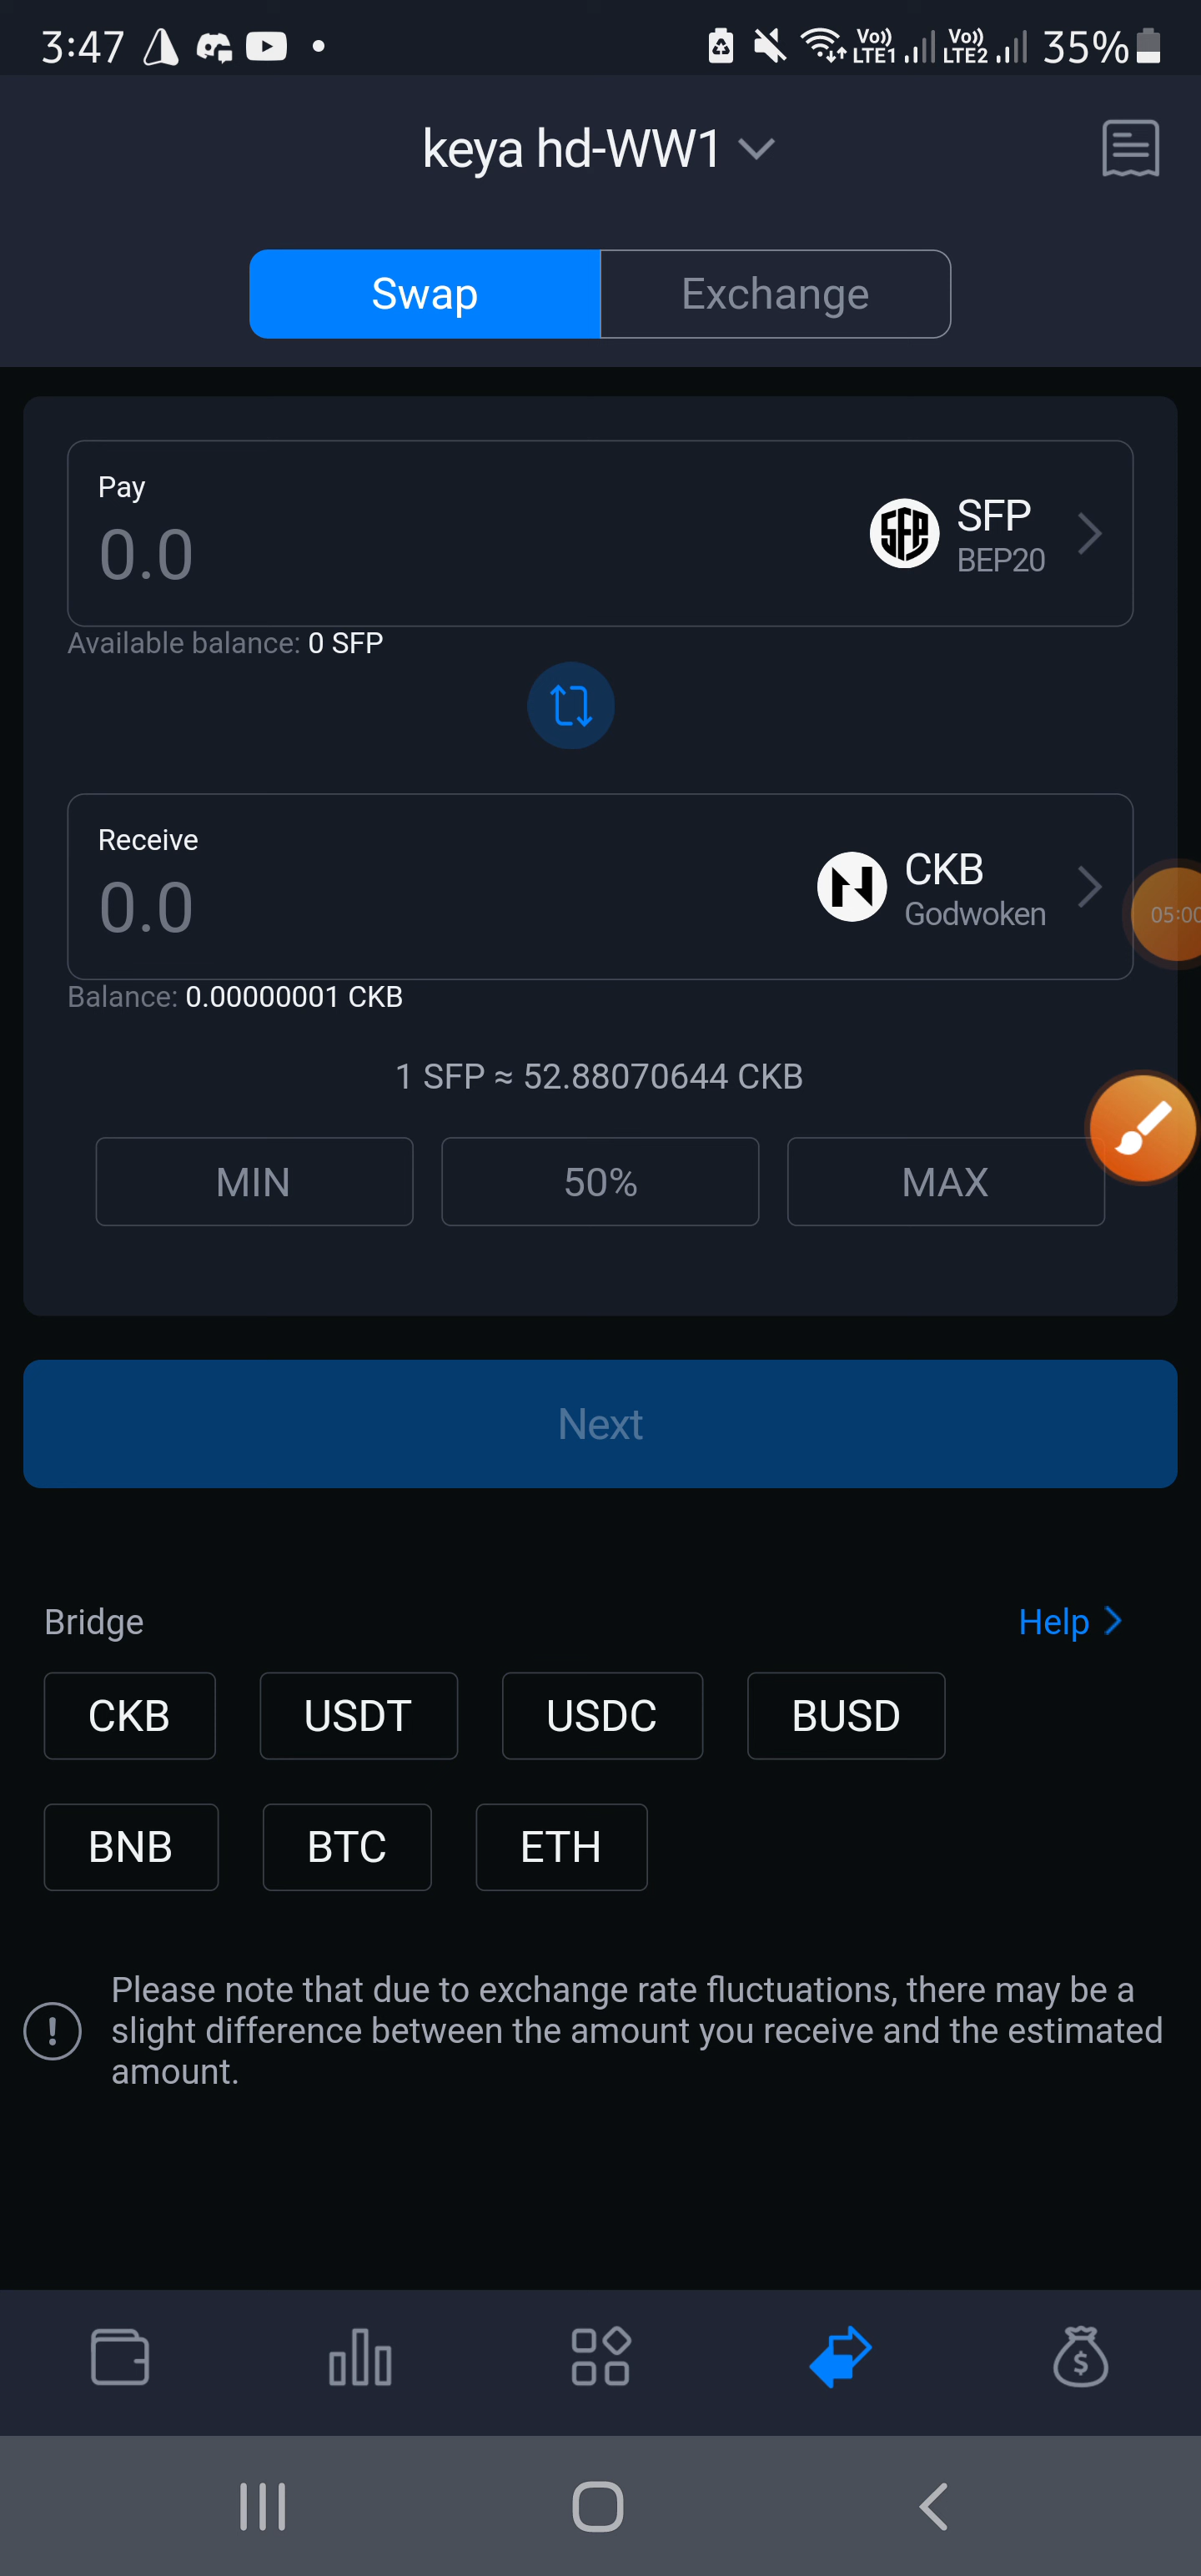 3:47
Vo)) LTE1 Vo)) LTE2 35%
keya hd-WW1
Swap Exchange
Pay
0.0
SFP
SFP
BEP20
Available balance: 0 SFP
Receive
0.0
CKB
Godwoken
05:00
Balance: 0.00000001 CKB
1 SFP ≈ 52.88070644 CKB
MIN 50% MAX
Next
Bridge Help
CKB USDT USDC BUSD
BNB BTC ETH
Please note that due to exchange rate fluctuations, there may be a
slight difference between the amount you receive and the estimated
amount.